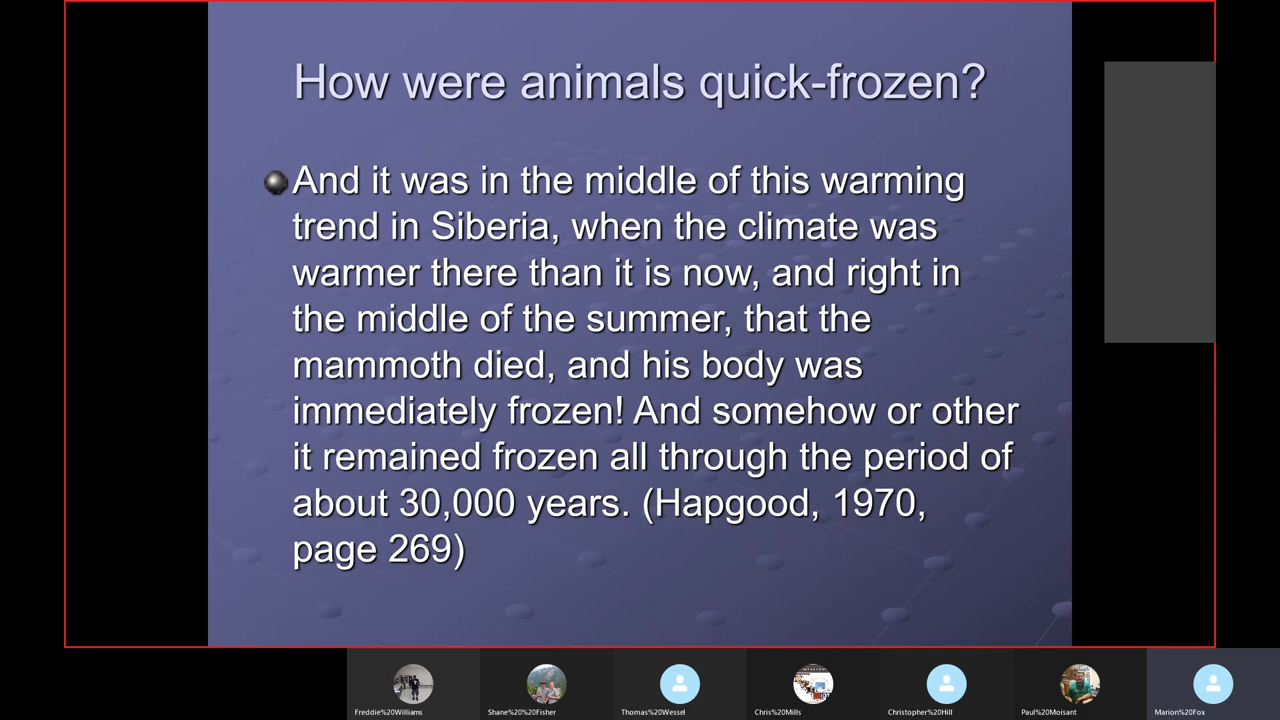 How were animals quick-frozen?
And it was in the middle of this warming
trend in Siberia, when the climate was
warmer there than it is now, and right in
the middle of the summer, that the
mammoth died, and his body was
immediately frozen! And somehow or other
it remained frozen all through the period of
about 30,000 years. (Hapgood, 1970,
page 269)
Freddie%20Williams
Shane%20%20Fisher
Thomas%20Wessel
Chris%20Mills
Christopher%20Hill
Paul%20Moisant
Marion%20Fox